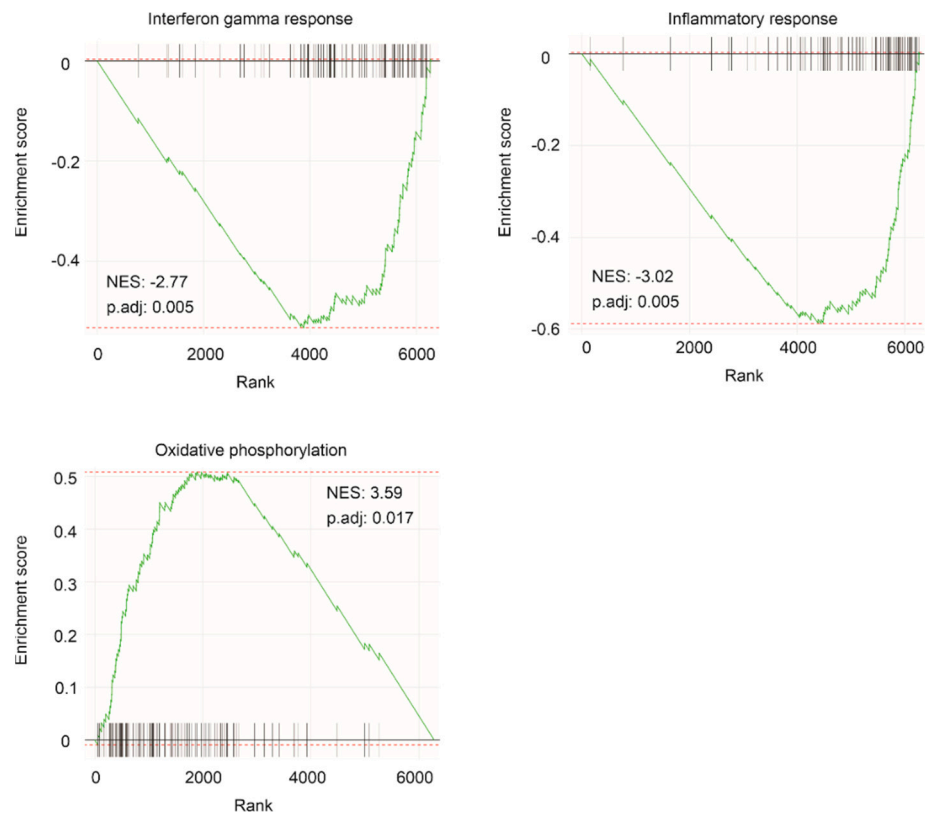 Interferon gamma response
Enrichment score
0
-0.2
-0.4
NES: -2.77
p.adj: 0.005
0 2000 4000 6000
Rank
Inflammatory response
Enrichment score
0
-0.2
-0.4
-0.6
NES: -3.02
p.adj: 0.005
0 2000 4000 6000
Rank
Oxidative phosphorylation
Enrichment score
0.5
0.4
0.3
0.2
0.1
0
NES: 3.59
p.adj: 0.017
0 2000 4000 6000
Rank